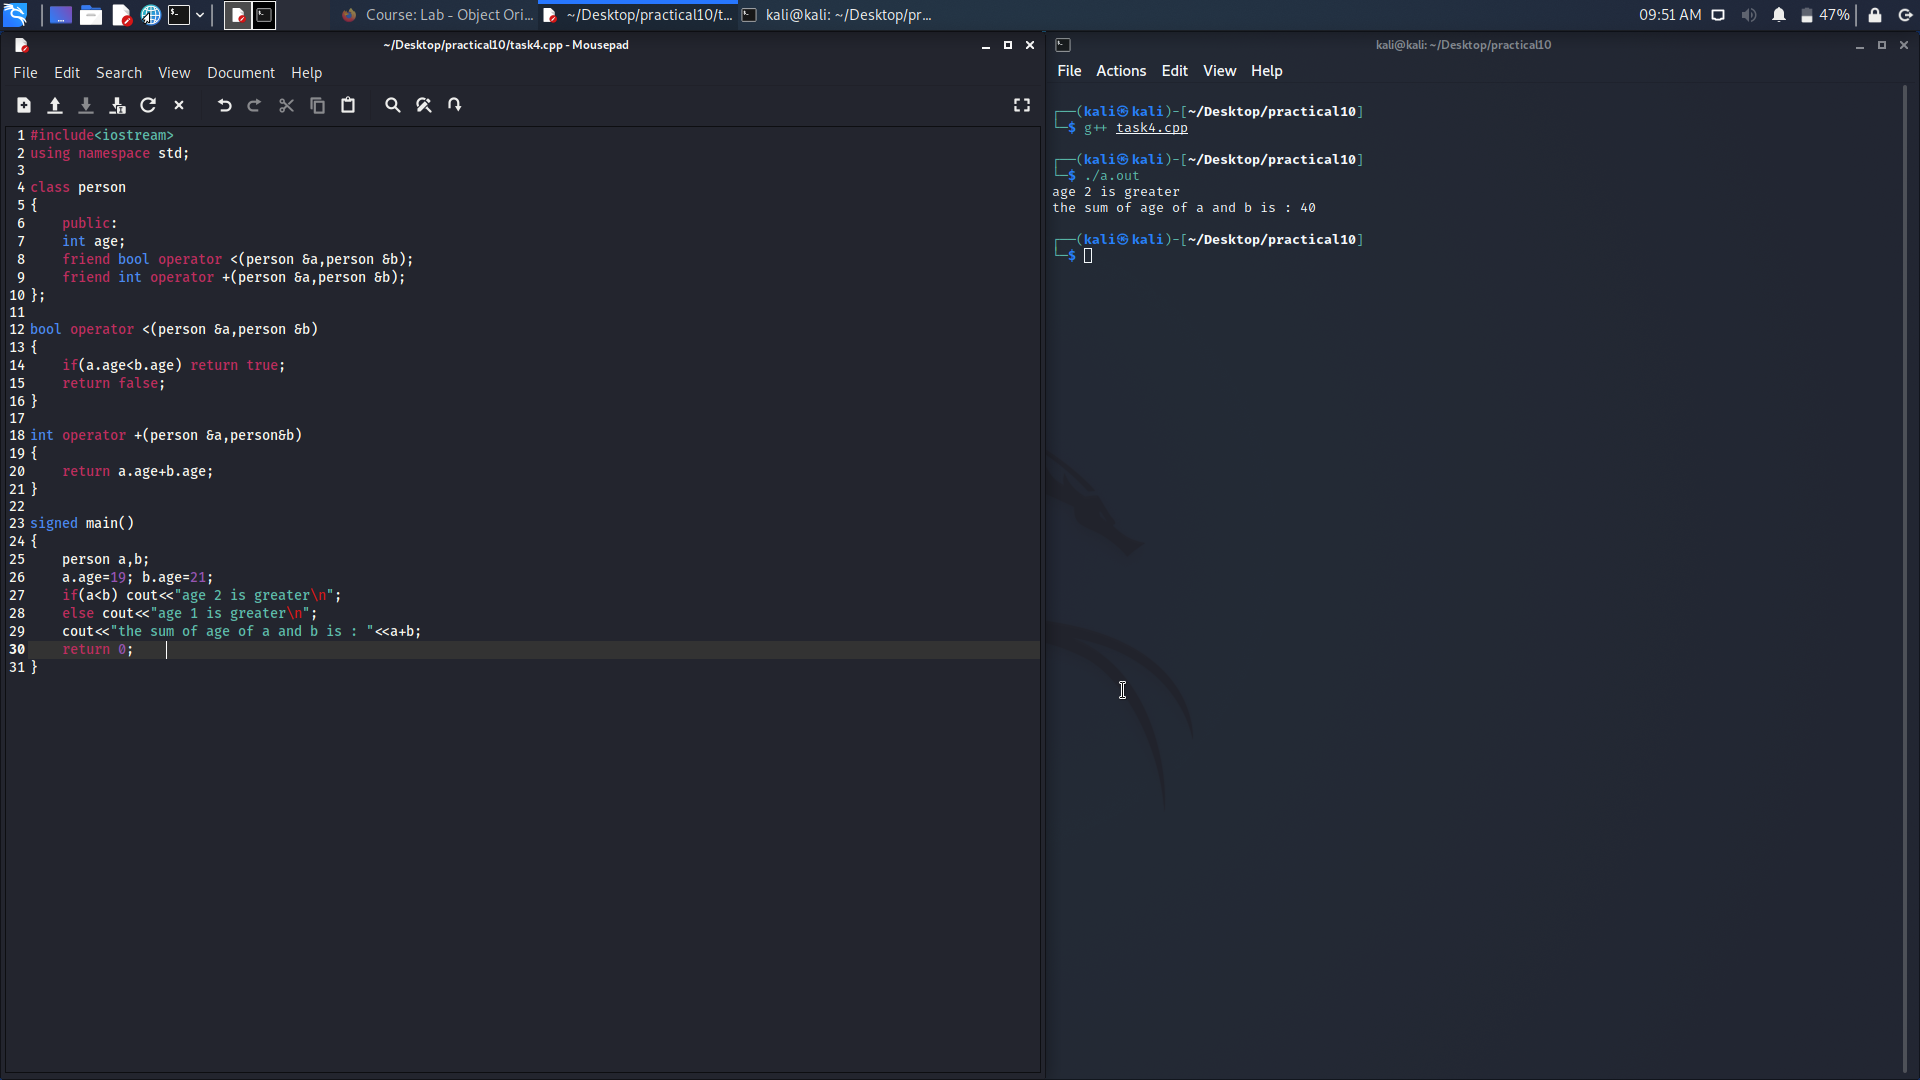 Course: Lab - Object Ori...
~/Desktop/practical10/t...
kali@kali: ~/Desktop/pr...
09:51 AM
47%
~/Desktop/practical10/task4.cpp - Mousepad
File Edit Search View Document Help
1 #include<iostream>
2 using namespace std;
3
4 class person
5 {
6     public:
7     int age;
8     friend bool operator <(person &a,person &b);
9     friend int operator +(person &a,person &b);
10 };
11
12 bool operator <(person &a,person &b)
13 {
14     if(a.age<b.age) return true;
15     return false;
16 }
17
18 int operator +(person &a,person&b)
19 {
20     return a.age+b.age;
21 }
22
23 signed main()
24 {
25     person a,b;
26     a.age=19; b.age=21;
27     if(a<b) cout<<"age 2 is greater\n";
28     else cout<<"age 1 is greater\n";
29     cout<<"the sum of age of a and b is : "<<a+b;
30     return 0;
31 }
kali@kali: ~/Desktop/practical10
File Actions Edit View Help
┌──(kali㉿kali)-[~/Desktop/practical10]
└─$ g++ task4.cpp
┌──(kali㉿kali)-[~/Desktop/practical10]
└─$ ./a.out
age 2 is greater
the sum of age of a and b is : 40
┌──(kali㉿kali)-[~/Desktop/practical10]
└─$